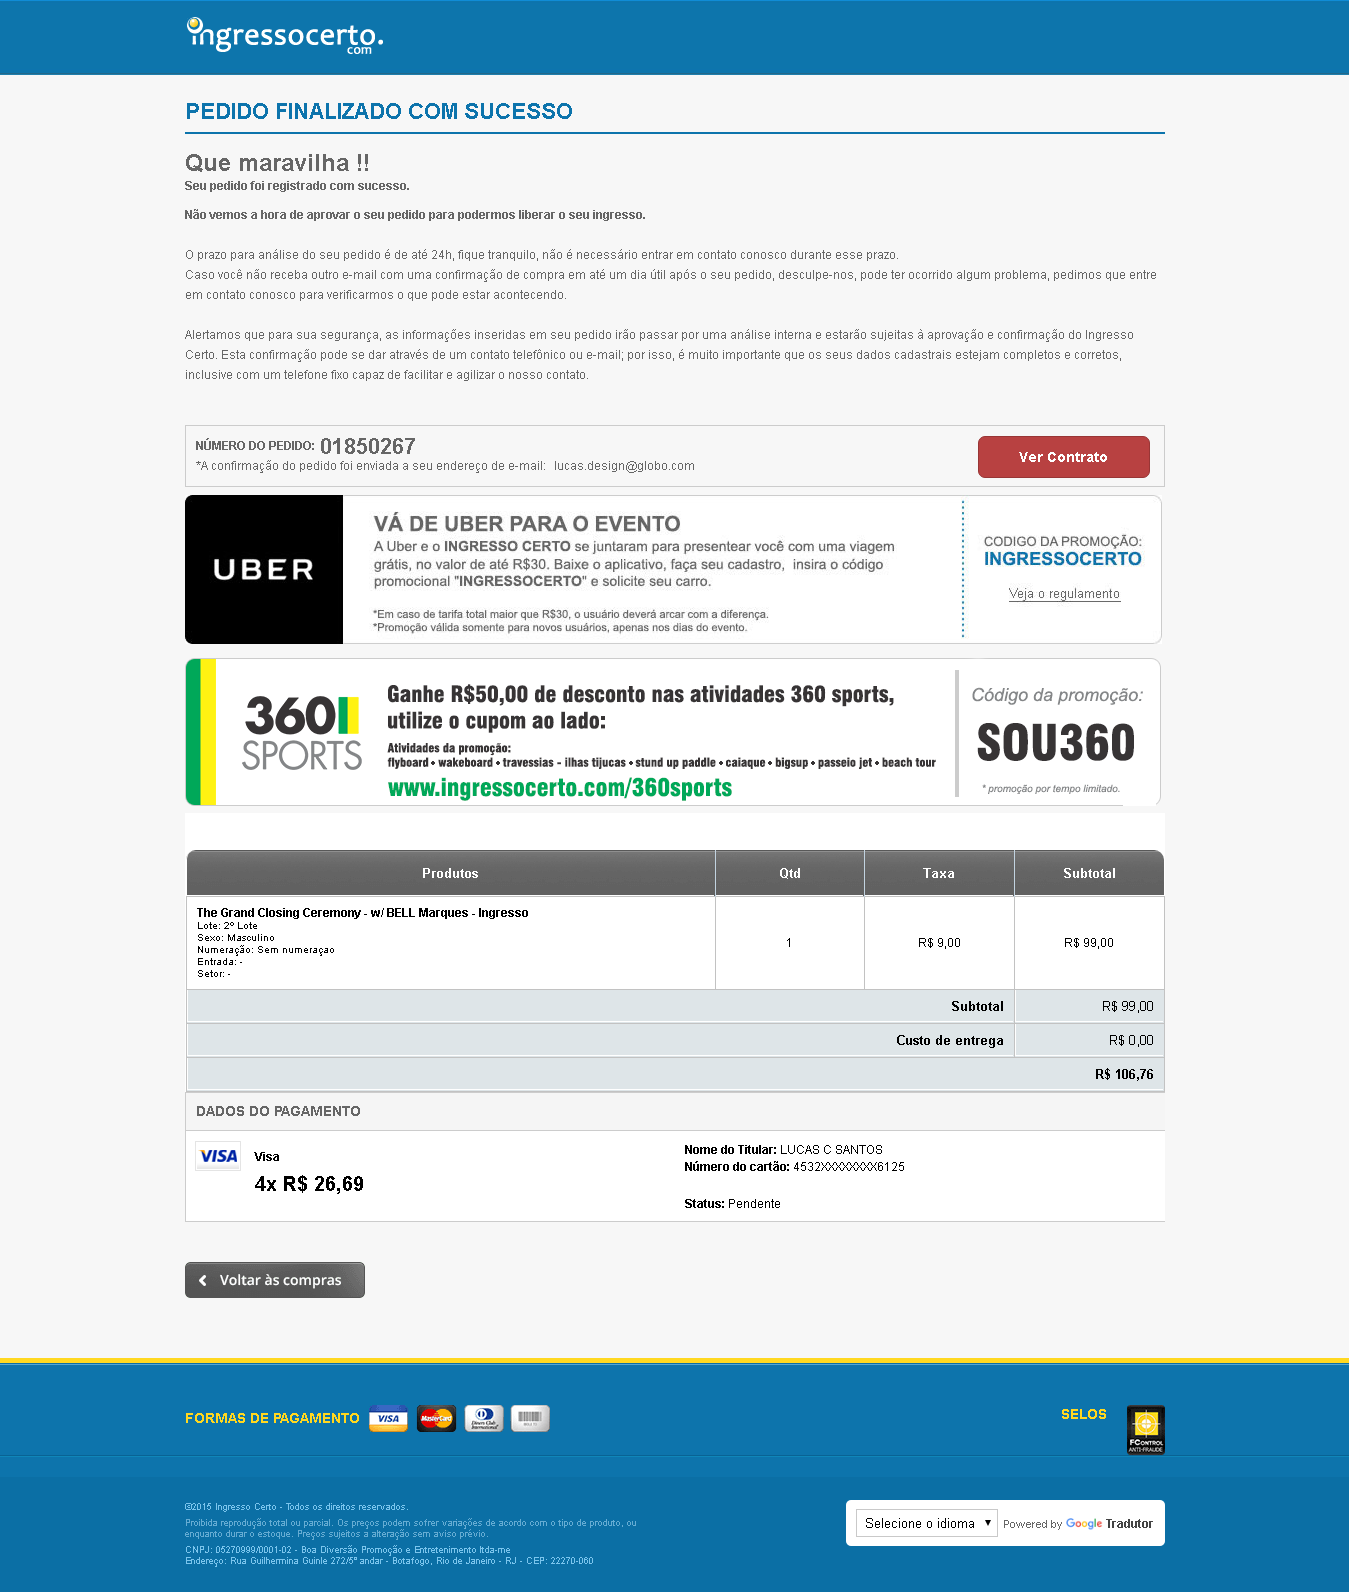 ingressocerto.
com
PEDIDO FINALIZADO COM SUCESSO
Que maravilha !!
Seu pedido foi registrado com sucesso.
Não vemos a hora de aprovar o seu pedido para podermos liberar o seu ingresso.
O prazo para análise do seu pedido é de até 24h, fique tranquilo, não é necessário entrar em contato conosco durante esse prazo.
Caso você não receba outro e-mail com uma confirmação de compra em até um dia útil após o seu pedido, desculpe-nos, pode ter ocorrido algum problema, pedimos que entre
em contato conosco para verificarmos o que pode estar acontecendo.
Alertamos que para sua segurança, as informações inseridas em seu pedido irão passar por uma análise interna e estarão sujeitas à aprovação e confirmação do Ingresso
Certo. Esta confirmação pode se dar através de um contato telefônico ou e-mail; por isso, é muito importante que os seus dados cadastrais estejam completos e corretos,
inclusive com um telefone fixo capaz de facilitar e agilizar o nosso contato.
NÚMERO DO PEDIDO: 01850267
*A confirmação do pedido foi enviada a seu endereço de e-mail: lucas.design@globo.com
Ver Contrato
UBER
VÁ DE UBER PARA O EVENTO
A Uber e o INGRESSO CERTO se juntaram para presentear você com uma viagem
grátis, no valor de até R$30. Baixe o aplicativo, faça seu cadastro, insira o código
promocional "INGRESSOCERTO" e solicite seu carro.
*Em caso de tarifa total maior que R$30, o usuário deverá arcar com a diferença.
*Promoção válida somente para novos usuários, apenas nos dias do evento.
CODIGO DA PROMOÇÃO:
INGRESSOCERTO
Veja o regulamento
360
SPORTS
Ganhe R$50,00 de desconto nas atividades 360 sports,
utilize o cupom ao lado:
Atividades da promoção:
flyboard • wakeboard • travessias - ilhas tijucas • stund up paddle • caiaque • bigsup • passeio jet • beach tour
www.ingressocerto.com/360sports
Código da promoção:
SOU360
* promoção por tempo limitado.
Produtos Qtd Taxa Subtotal
The Grand Closing Ceremony - w/ BELL Marques - Ingresso
Lote: 2º Lote
Sexo: Masculino
Numeração: Sem numeraçao
Entrada: -
Setor: -
1 R$ 9,00 R$ 99,00
Subtotal R$ 99,00
Custo de entrega R$ 0,00
R$ 106,76
DADOS DO PAGAMENTO
VISA
Visa
4x R$ 26,69
Nome do Titular: LUCAS C SANTOS
Número do cartão: 4532XXXXXXXX6125
Status: Pendente
Voltar às compras
FORMAS DE PAGAMENTO
VISA
MasterCard
Diners Club
International
SELOS
FCONTROL
ANTI-FRAUDE
©2015 Ingresso Certo - Todos os direitos reservados.
Proibida reprodução total ou parcial. Os preços podem sofrer variações de acordo com o tipo de produto, ou
enquanto durar o estoque. Preços sujeitos a alteração sem aviso prévio.
CNPJ: 05270999/0001-02 - Boa Diversão Promoção e Entretenimento ltda-me
Endereço: Rua Guilhermina Guinle 272/5º andar - Botafogo, Rio de Janeiro - RJ - CEP: 22270-060
Selecione o idioma
Powered by Google Tradutor